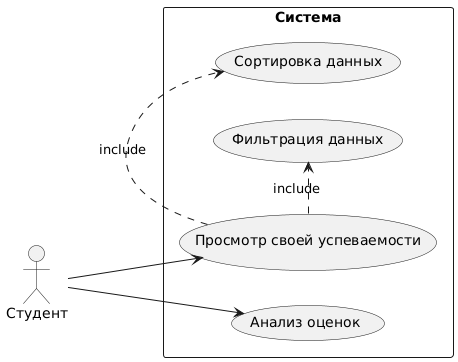 Система
Сортировка данных
Фильтрация данных
include
include
Просмотр своей успеваемости
Студент
Анализ оценок